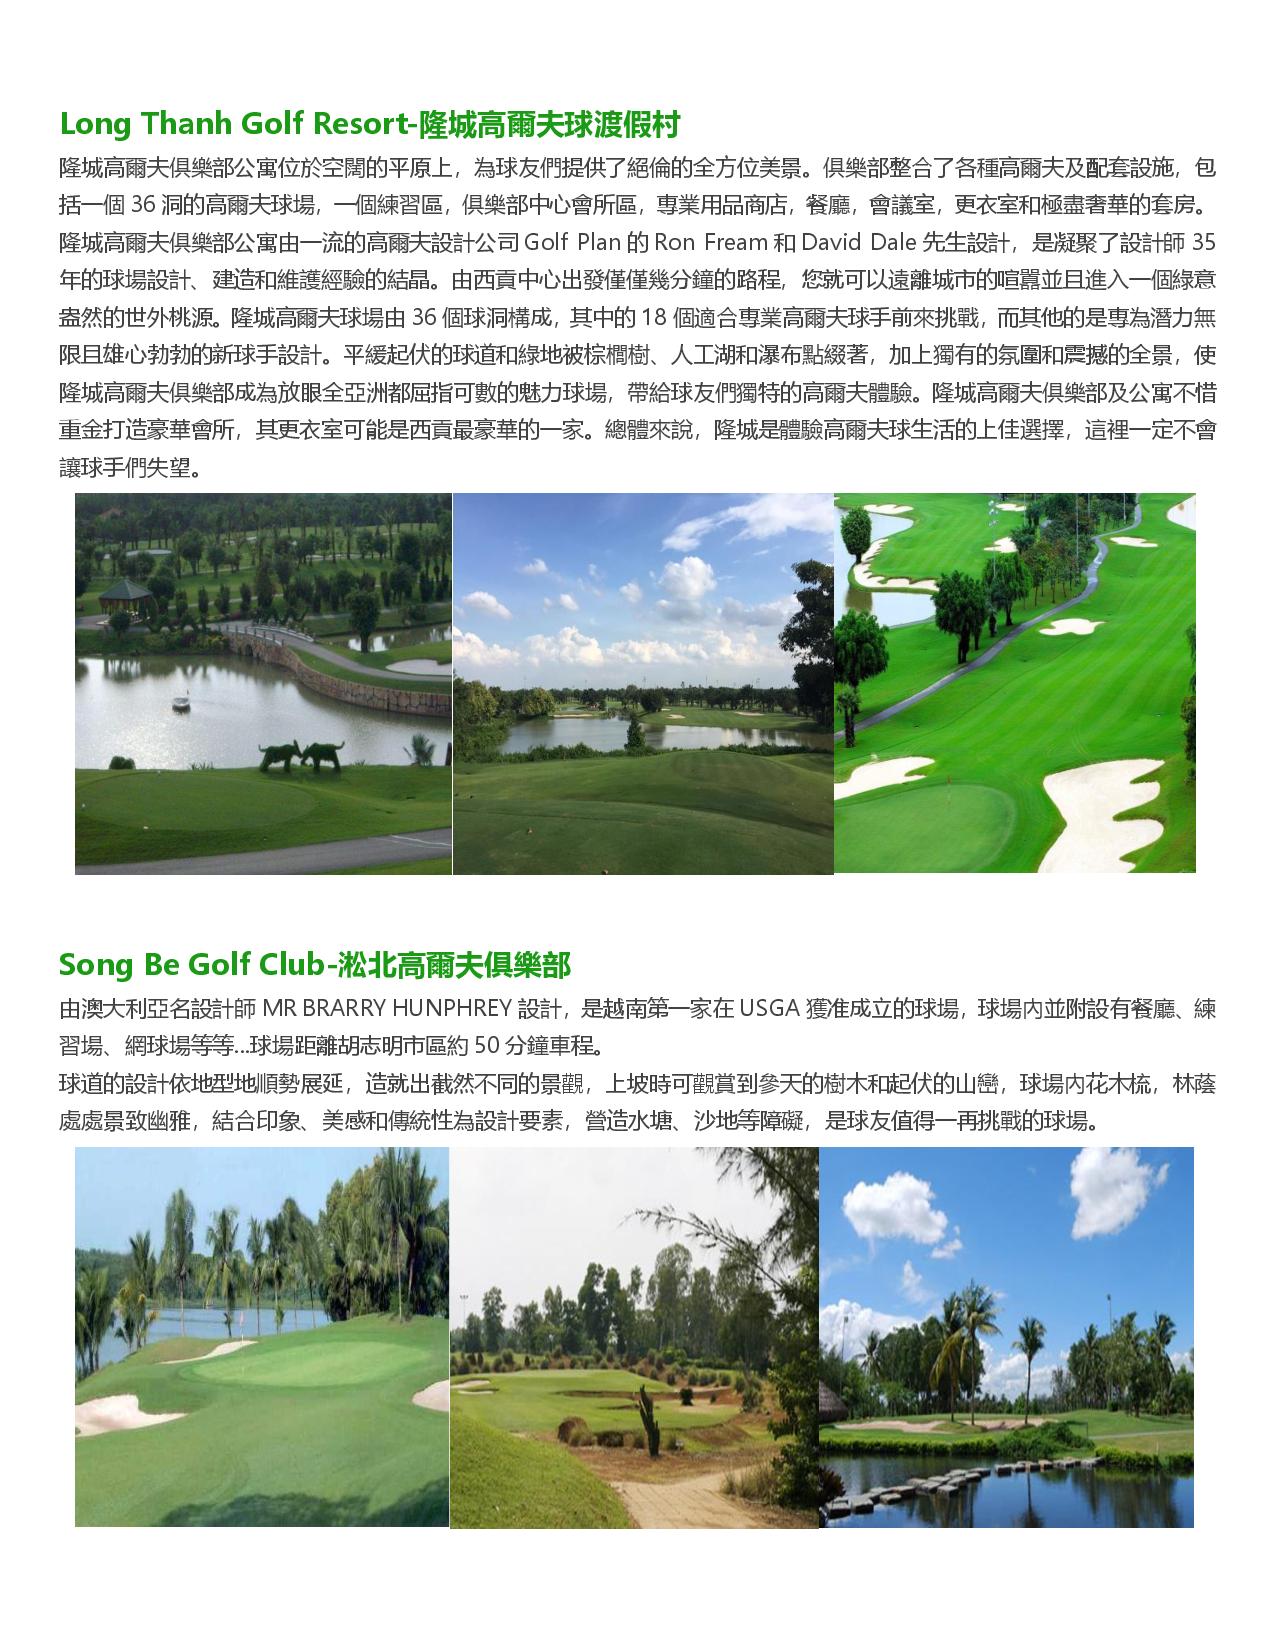 Long Thanh Golf Resort-隆城高爾夫球渡假村
隆城高爾夫俱樂部公寓位於空闊的平原上，為球友們提供了絕倫的全方位美景。俱樂部整合了各種高爾夫及配套設施，包
括一個 36 洞的高爾夫球場，一個練習區，俱樂部中心會所區，專業用品商店，餐廳，會議室，更衣室和極盡奢華的套房。
隆城高爾夫俱樂部公寓由一流的高爾夫設計公司 Golf Plan 的 Ron Fream 和 David Dale 先生設計，是凝聚了設計師 35
年的球場設計、建造和維護經驗的結晶。由西貢中心出發僅僅幾分鐘的路程，您就可以遠離城市的喧囂並且進入一個綠意
盎然的世外桃源。隆城高爾夫球場由 36 個球洞構成，其中的 18 個適合專業高爾夫球手前來挑戰，而其他的是專為潛力無
限且雄心勃勃的新球手設計。平緩起伏的球道和綠地被棕櫚樹、人工湖和瀑布點綴著，加上獨有的氛圍和震撼的全景，使
隆城高爾夫俱樂部成為放眼全亞洲都屈指可數的魅力球場，帶給球友們獨特的高爾夫體驗。隆城高爾夫俱樂部及公寓不惜
重金打造豪華會所，其更衣室可能是西貢最豪華的一家。總體來說，隆城是體驗高爾夫球生活的上佳選擇，這裡一定不會
讓球手們失望。
Song Be Golf Club-淞北高爾夫俱樂部
由澳大利亞名設計師 MR BRARRY HUNPHREY 設計，是越南第一家在 USGA 獲准成立的球場，球場內並附設有餐廳、練
習場、網球場等等...球場距離胡志明市區約 50 分鐘車程。
球道的設計依地型地順勢展延，造就出截然不同的景觀，上坡時可觀賞到參天的樹木和起伏的山巒，球場內花木梳，林蔭
處處景致幽雅，結合印象、美感和傳統性為設計要素，營造水塘、沙地等障礙，是球友值得一再挑戰的球場。